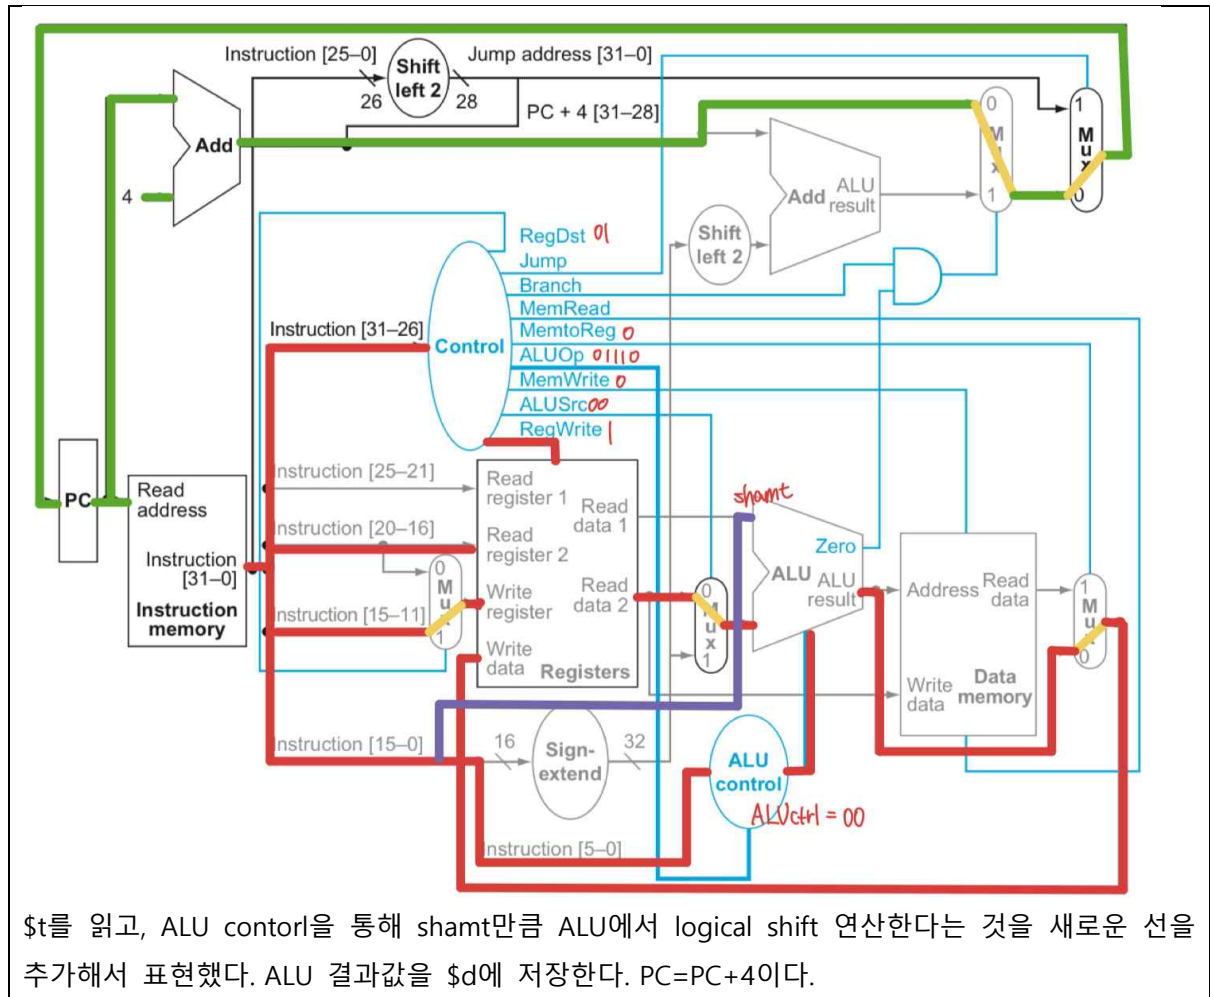 Instruction [25–0]
Shift left 2
Jump address [31–0]
26
28
PC + 4 [31–28]
Add
4
0
M
u
x
1
1
M
u
x
0
Add
ALU
result
Shift
left 2
RegDst 01
Jump
Branch
MemRead
MemtoReg 0
ALUOp 01110
MemWrite 0
ALUSrc 00
RegWrite 1
Instruction [31–26]
Control
PC
Read
address
Instruction
[31–0]
Instruction
memory
Instruction [25–21]
Instruction [20–16]
Instruction [15–11]
0
M
u
1
Read
register 1
Read
register 2
Write
register
Write
data
Read
data 1
Read
data 2
Registers
shamt
0
M
u
x
1
Zero
ALU
ALU
result
Address
Read
data
Write
data
Data
memory
1
M
u
0
Instruction [15–0]
16
Sign-
extend
32
ALU
control
ALUctrl = 00
Instruction [5–0]
$t를 읽고, ALU contorl을 통해 shamt만큼 ALU에서 logical shift 연산한다는 것을 새로운 선을
추가해서 표현했다. ALU 결과값을 $d에 저장한다. PC=PC+4이다.